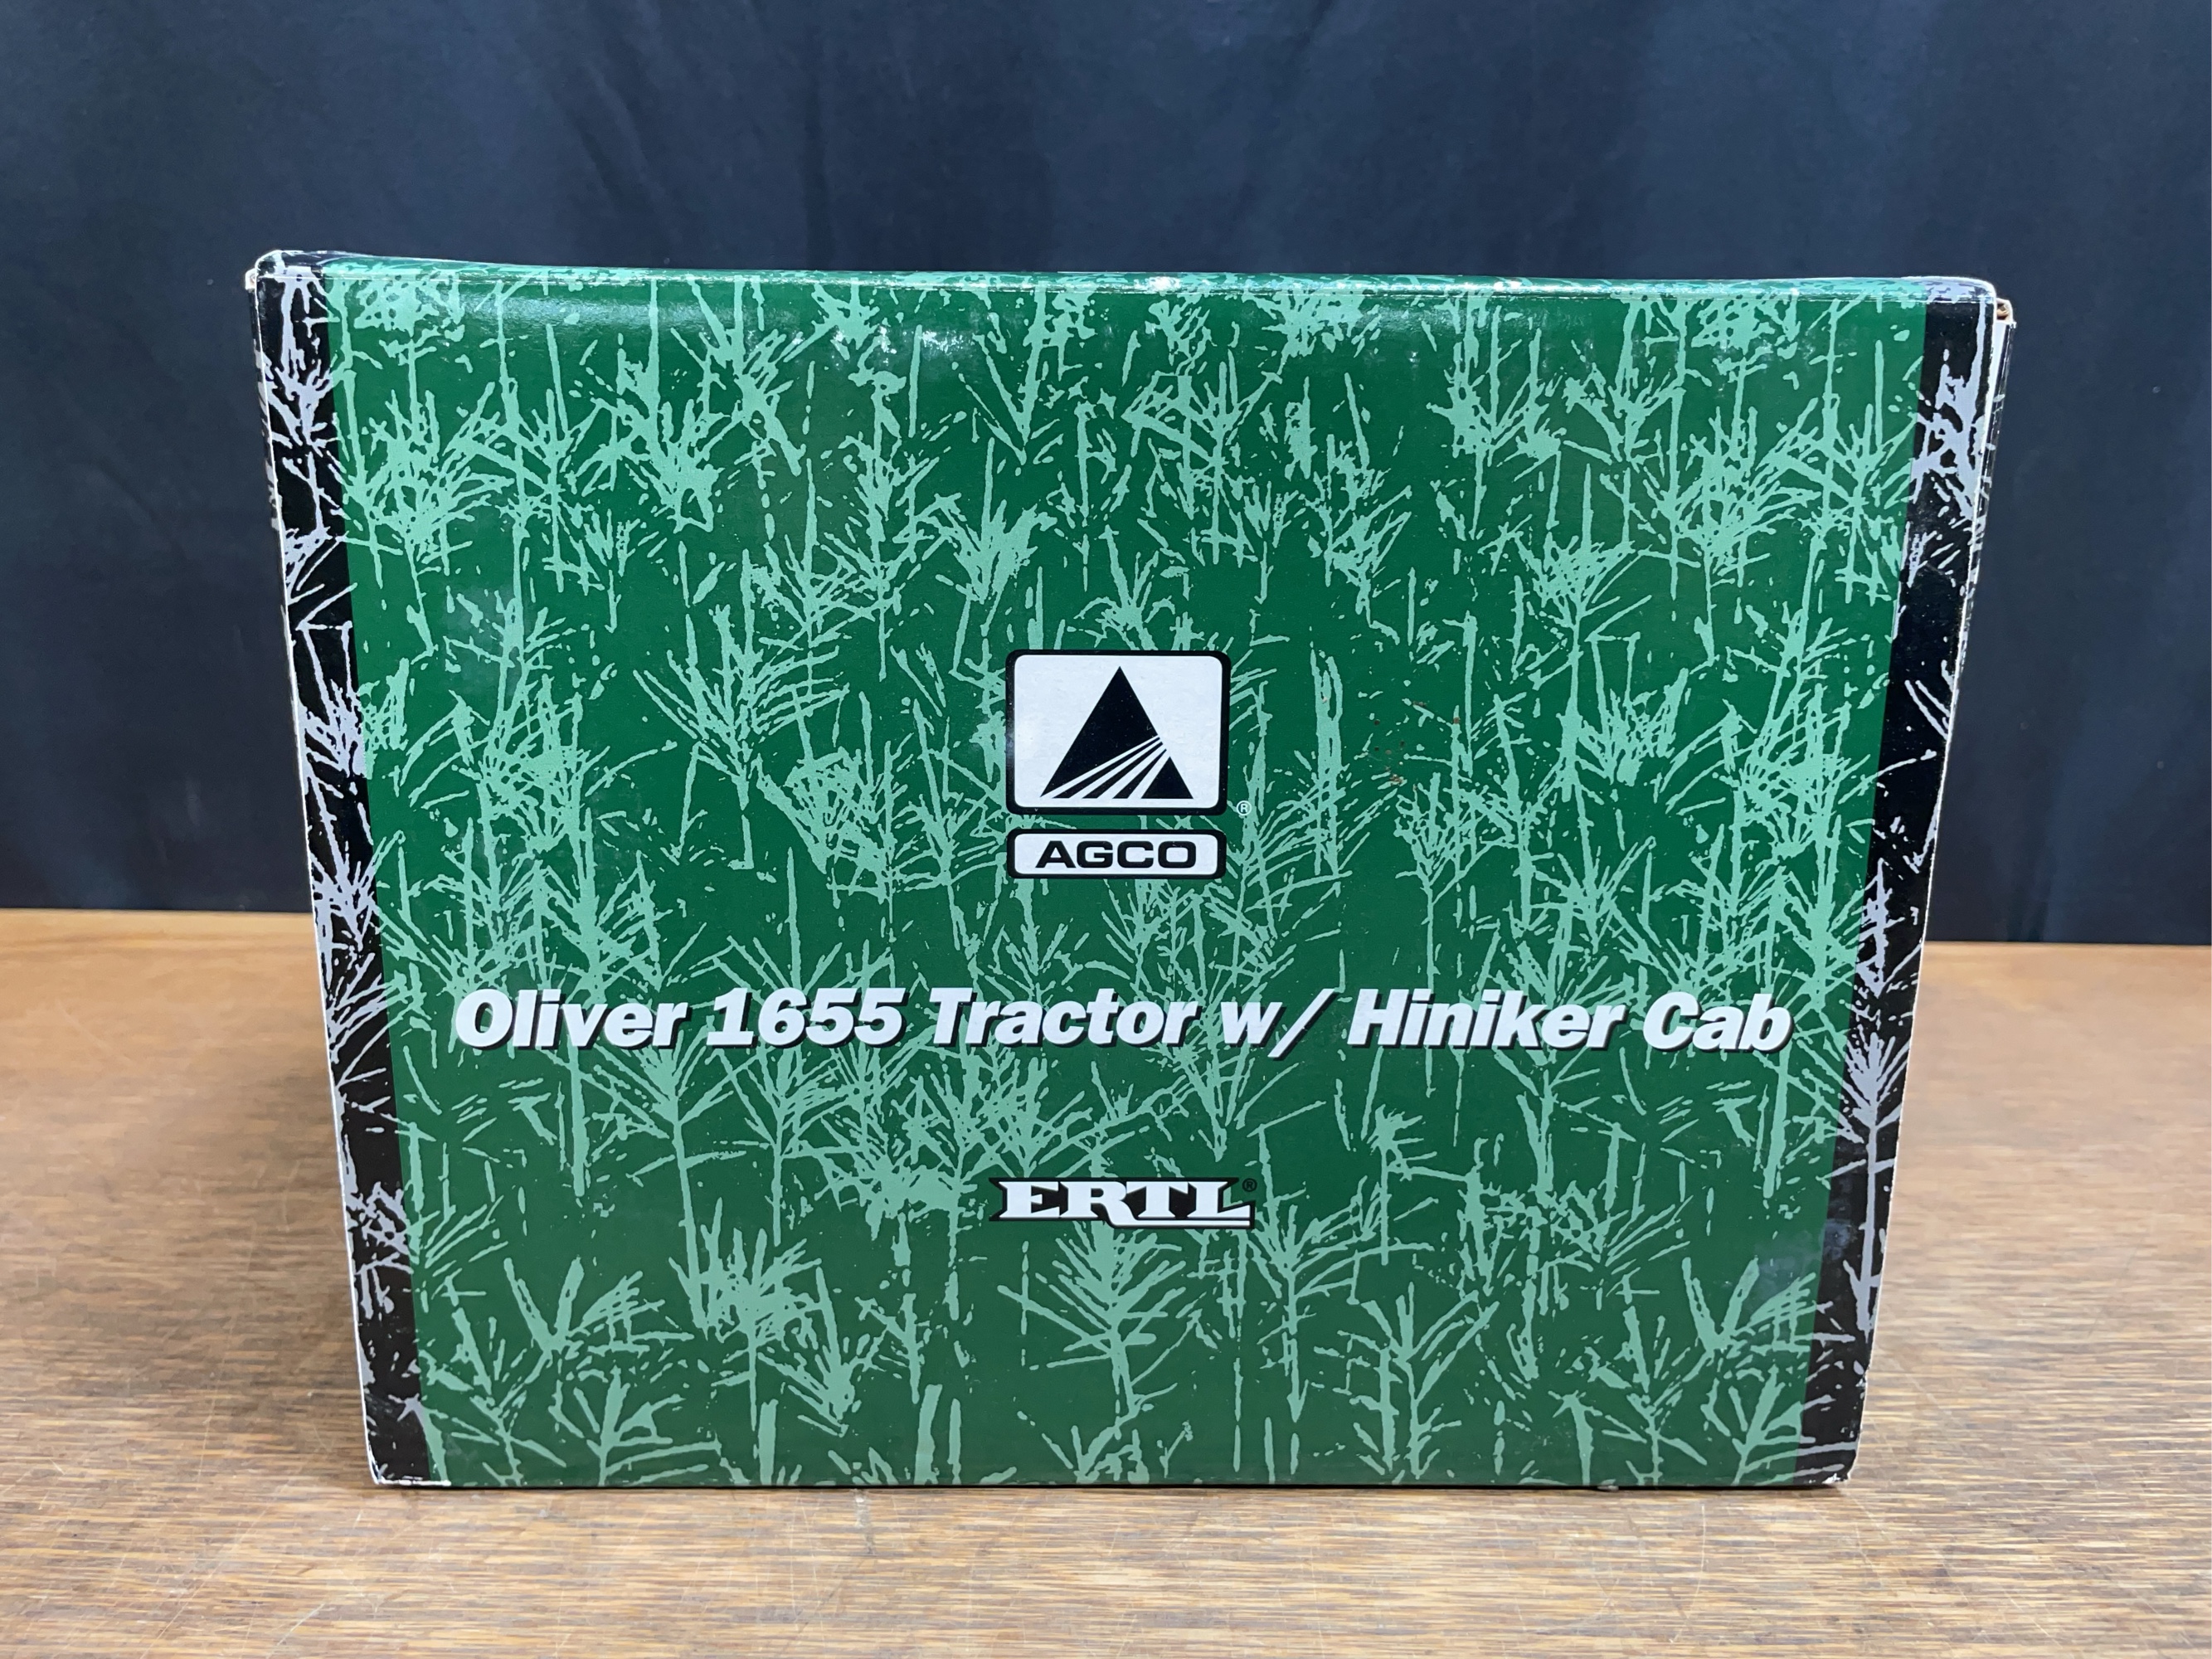 ®
AGCO
Oliver 1655 Tractor w/ Hiniker Cab
ERTL®